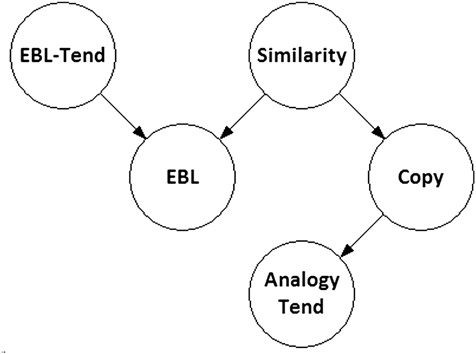 EBL-Tend
Similarity
EBL
Copy
Analogy
Tend